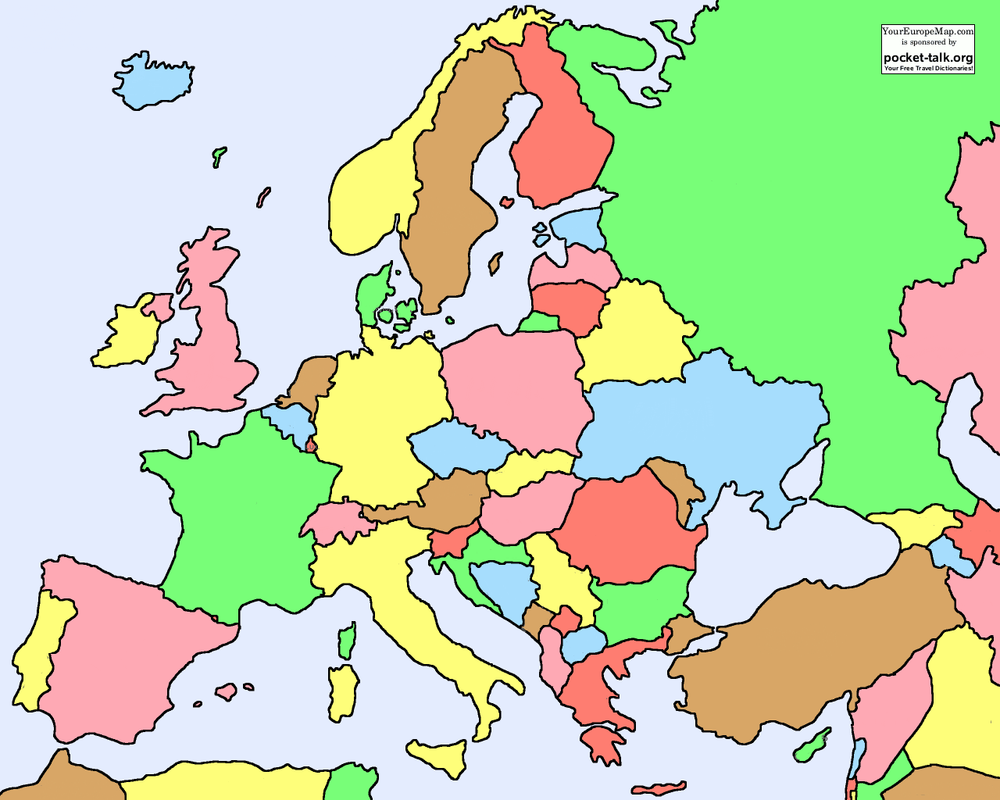 YourEuropeMap.com
is sponsored by
pocket-talk.org
Your Free Travel Dictionaries!